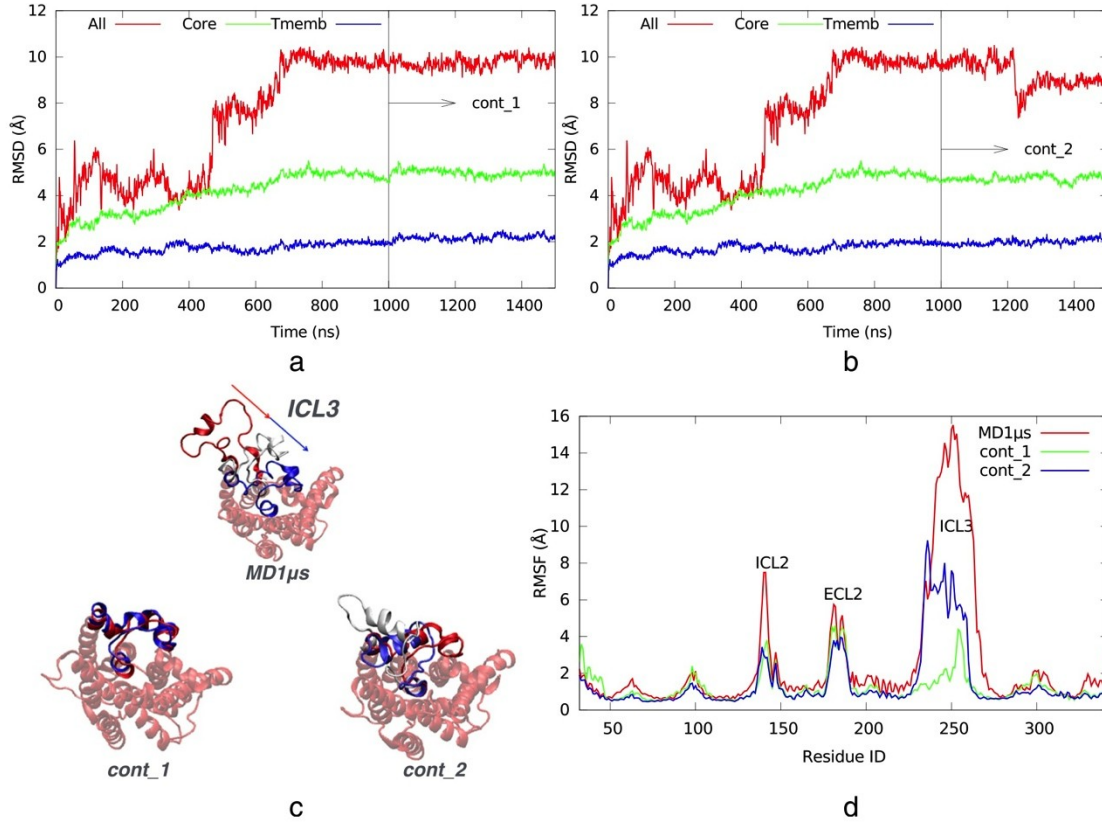 All Core Tmemb
12
10
8
6
4
2
0
RMSD (Å)
cont_1
0 200 400 600 800 1000 1200 1400
Time (ns)
a
All Core Tmemb
12
10
8
6
4
2
0
RMSD (Å)
cont_2
0 200 400 600 800 1000 1200 1400
Time (ns)
b
ICL3
MD1µs
cont_1
cont_2
c
16
14
12
10
8
6
4
2
0
RMSF (Å)
MD1µs
cont_1
cont_2
ICL3
ICL2
ECL2
50 100 150 200 250 300
Residue ID
d